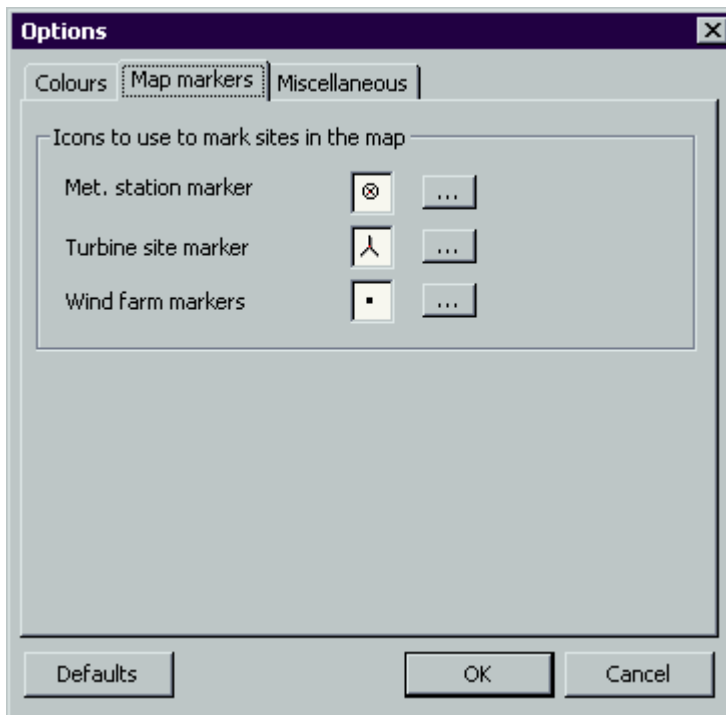 Options
Colours Map markers Miscellaneous
Icons to use to mark sites in the map
Met. station marker ...
Turbine site marker ...
Wind farm markers ...
Defaults OK Cancel